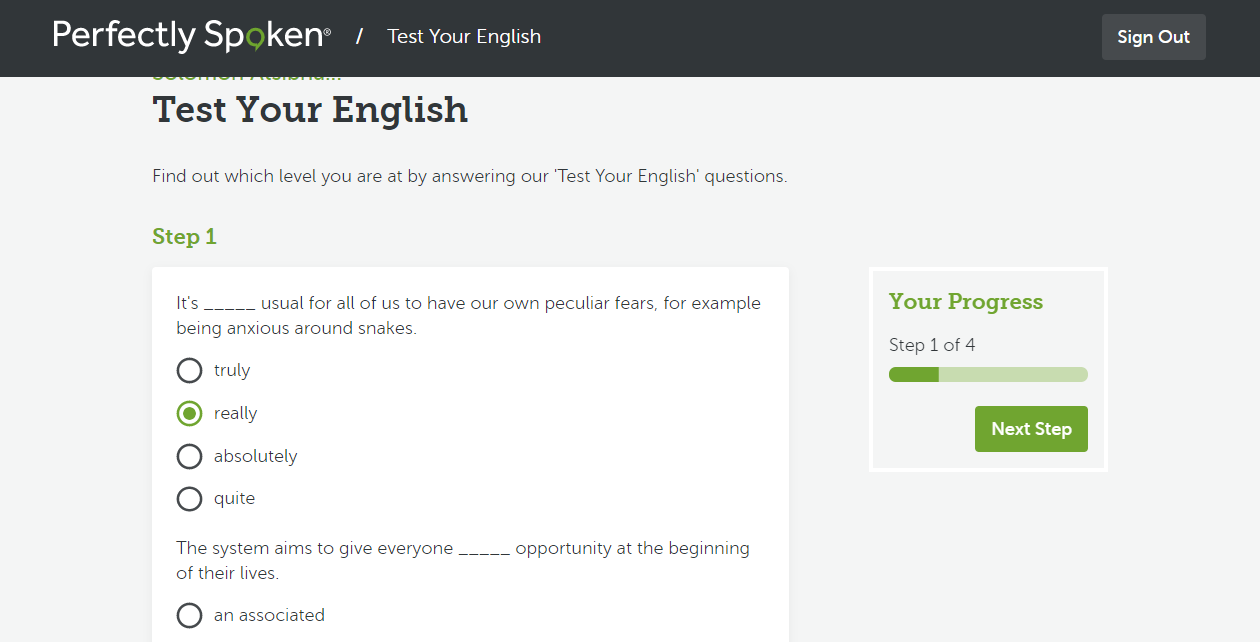 Perfectly Spoken® / Test Your English Sign Out
Test Your English
Find out which level you are at by answering our 'Test Your English' questions.
Step 1
It's _____ usual for all of us to have our own peculiar fears, for example
being anxious around snakes.
truly
really
absolutely
quite
The system aims to give everyone _____ opportunity at the beginning
of their lives.
an associated
Your Progress
Step 1 of 4
Next Step